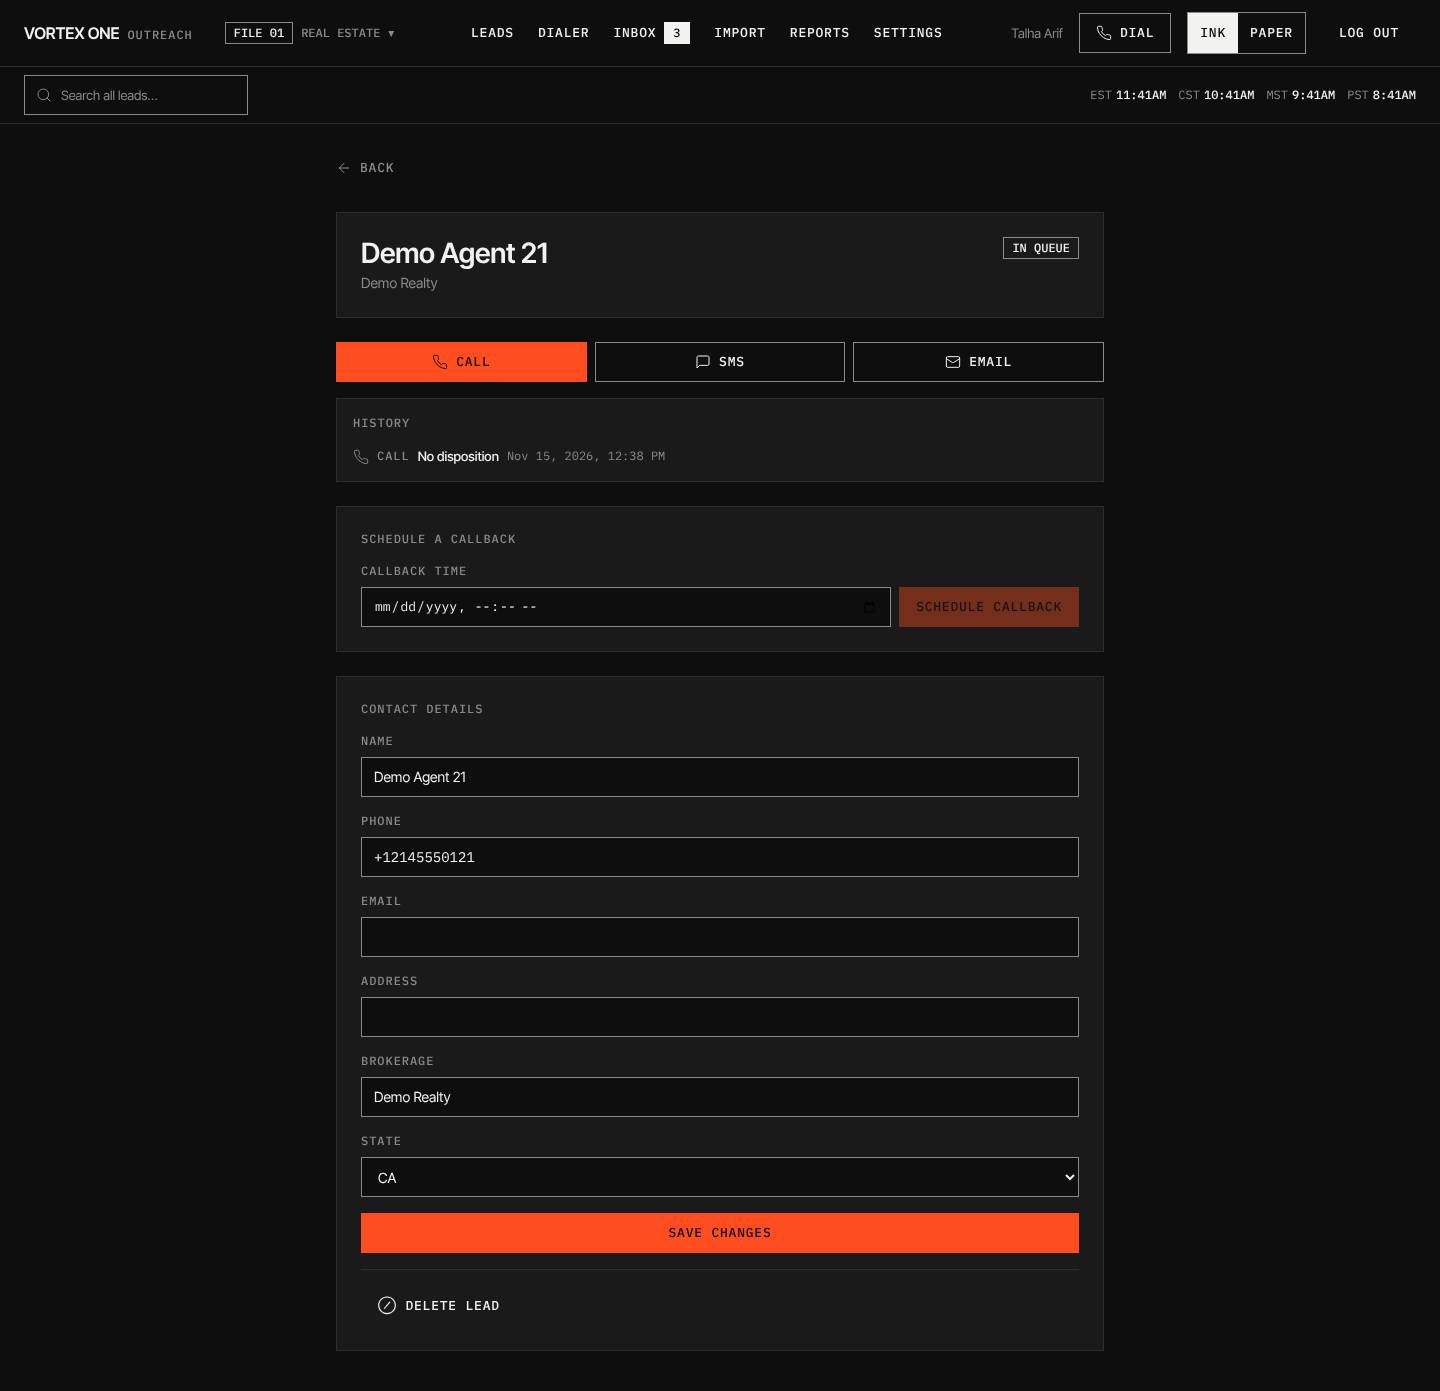 VORTEX ONE OUTREACH FILE 01 REAL ESTATE ▾ LEADS DIALER INBOX 3 IMPORT REPORTS SETTINGS Talha Arif DIAL INK PAPER LOG OUT
Search all leads... EST 11:41AM CST 10:41AM MST 9:41AM PST 8:41AM
BACK
Demo Agent 21 IN QUEUE
Demo Realty
CALL SMS EMAIL
HISTORY
CALL No disposition Nov 15, 2026, 12:38 PM
SCHEDULE A CALLBACK
CALLBACK TIME
mm/dd/yyyy, --:-- -- SCHEDULE CALLBACK
CONTACT DETAILS
NAME
Demo Agent 21
PHONE
+12145550121
EMAIL
ADDRESS
BROKERAGE
Demo Realty
STATE
CA
SAVE CHANGES
DELETE LEAD